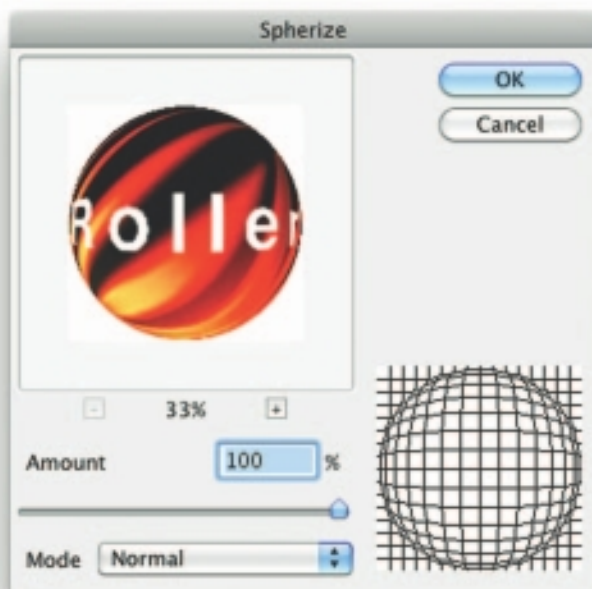 Spherize
OK
Cancel
Roller
- 33% +
Amount 100 %
Mode Normal